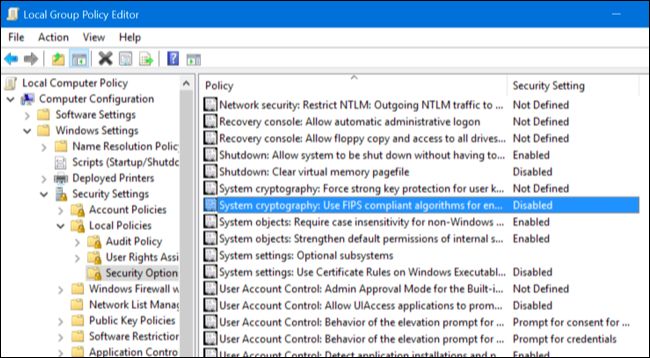 Local Group Policy Editor
File Action View Help
Local Computer Policy
Computer Configuration
Software Settings
Windows Settings
Name Resolution Polic
Scripts (Startup/Shutdo
Deployed Printers
Security Settings
Account Policies
Local Policies
Audit Policy
User Rights Assi
Security Option
Windows Firewall w
Network List Manag
Public Key Policies
Software Restriction
Application Control
Policy Security Setting
Network security: Restrict NTLM: Outgoing NTLM traffic to ... Not Defined
Recovery console: Allow automatic administrative logon Not Defined
Recovery console: Allow floppy copy and access to all drives... Not Defined
Shutdown: Allow system to be shut down without having to... Enabled
Shutdown: Clear virtual memory pagefile Disabled
System cryptography: Force strong key protection for user k... Not Defined
System cryptography: Use FIPS compliant algorithms for en... Disabled
System objects: Require case insensitivity for non-Windows ... Enabled
System objects: Strengthen default permissions of internal s... Enabled
System settings: Optional subsystems
System settings: Use Certificate Rules on Windows Executabl... Disabled
User Account Control: Admin Approval Mode for the Built-i... Not Defined
User Account Control: Allow UIAccess applications to prom... Disabled
User Account Control: Behavior of the elevation prompt for ... Prompt for consent for ...
User Account Control: Behavior of the elevation prompt for ... Prompt for credentials
User Account Control: Detect application installations and p... Enabled